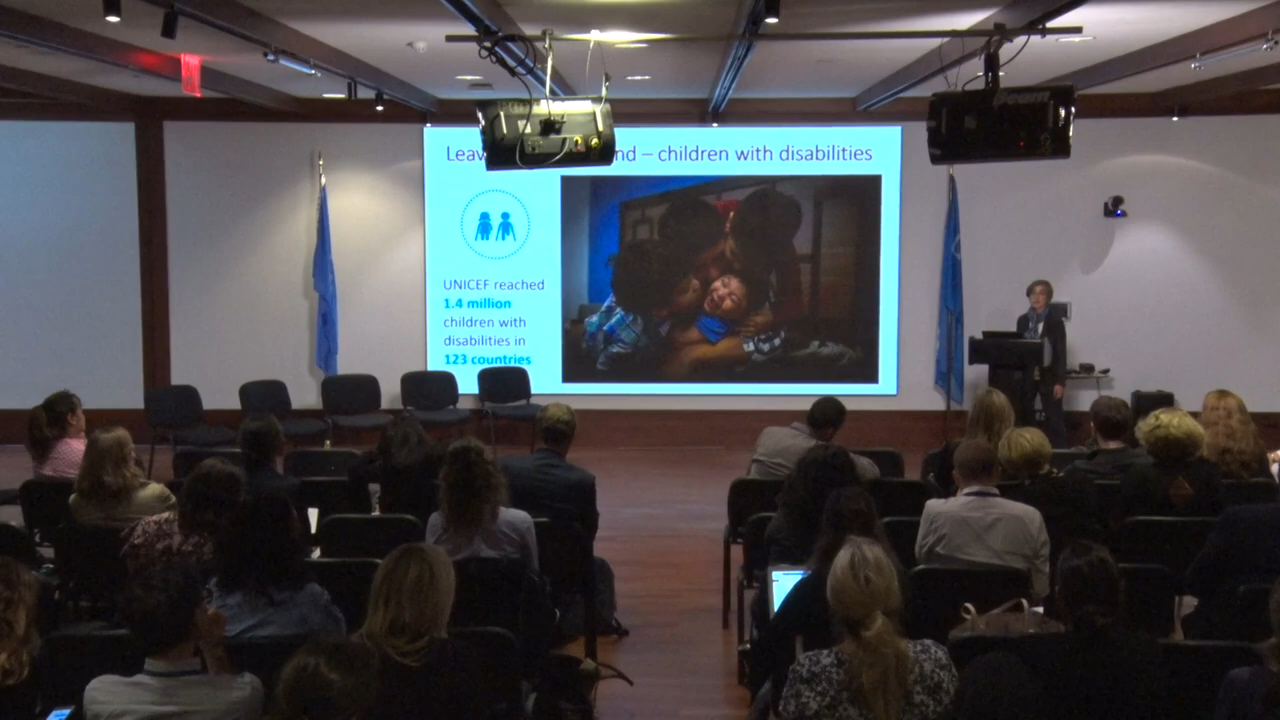 Leav nd – children with disabilities
UNICEF reached
1.4 million
children with
disabilities in
123 countries